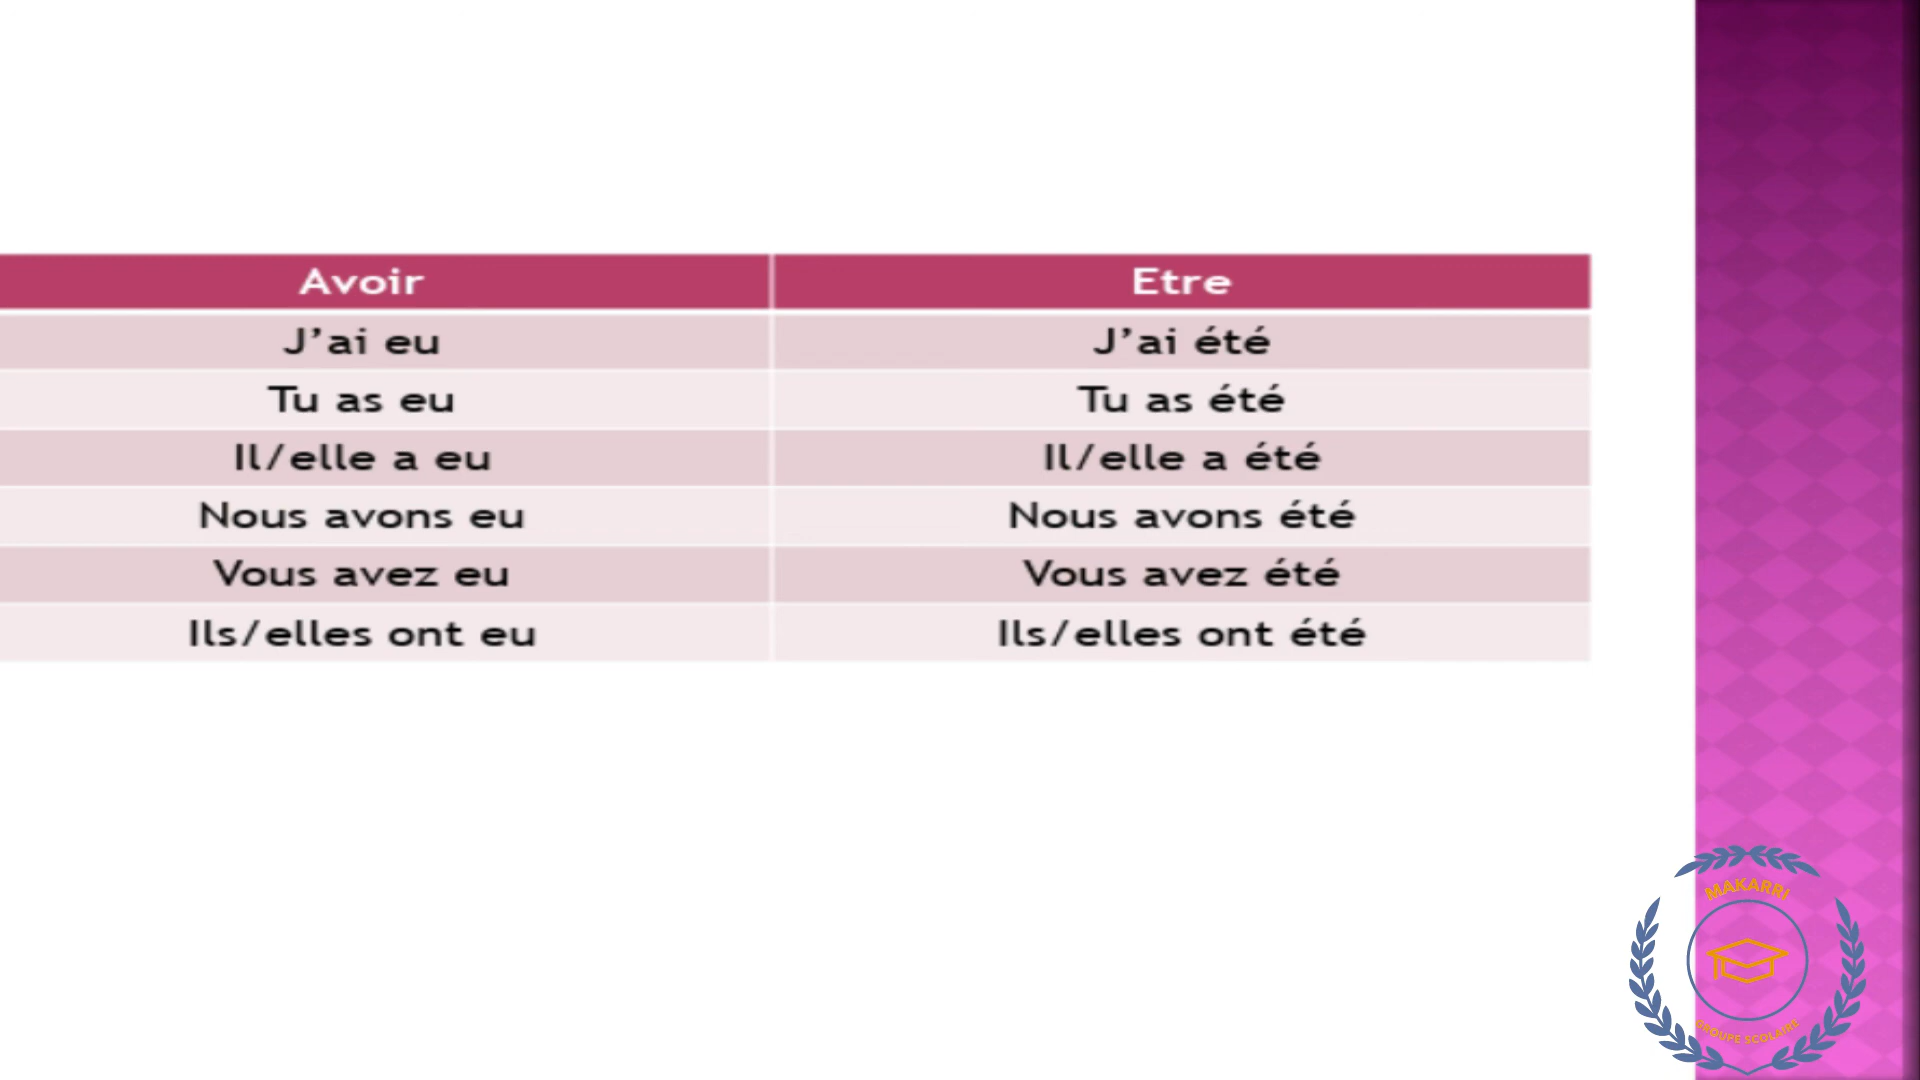 Avoir Etre
J’ai eu J’ai été
Tu as eu Tu as été
Il/elle a eu Il/elle a été
Nous avons eu Nous avons été
Vous avez eu Vous avez été
Ils/elles ont eu Ils/elles ont été
MAKARRI
GROUPE SCOLAIRE